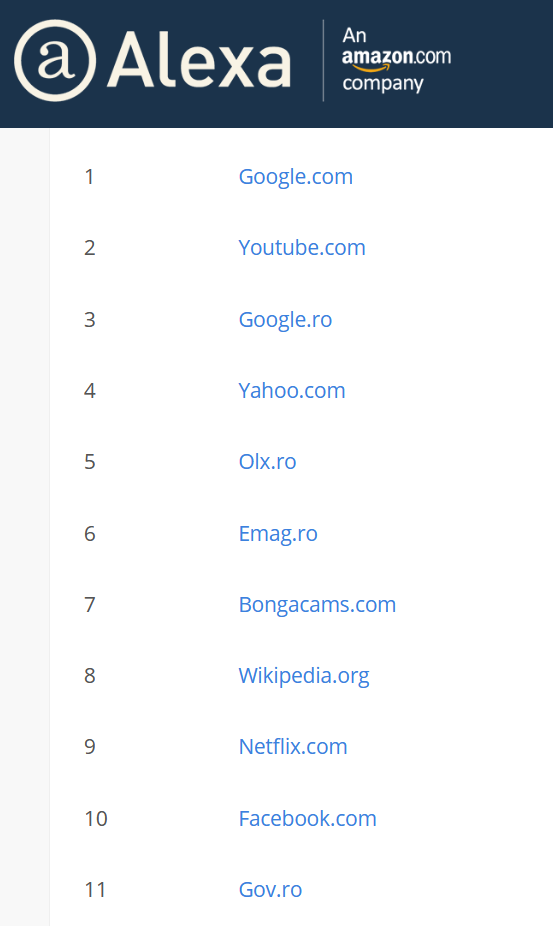 a Alexa
An
amazon.com
company
1 Google.com
2 Youtube.com
3 Google.ro
4 Yahoo.com
5 Olx.ro
6 Emag.ro
7 Bongacams.com
8 Wikipedia.org
9 Netflix.com
10 Facebook.com
11 Gov.ro